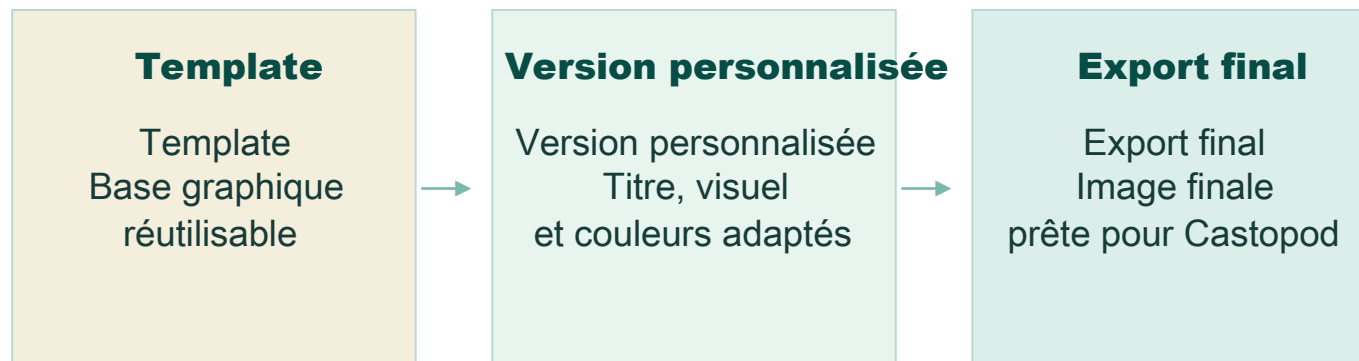 Template
Template
Base graphique
réutilisable
Version personnalisée
Version personnalisée
Titre, visuel
et couleurs adaptés
Export final
Export final
Image finale
prête pour Castopod